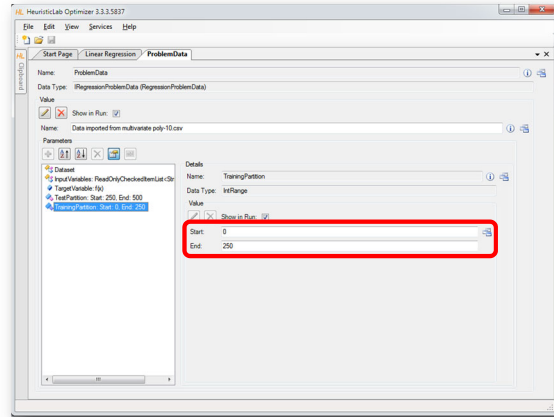 HeuristicLab Optimizer 3.3.3.5837
File Edit View Services Help
Start Page Linear Regression ProblemData
Clipboard
Name: ProblemData
Data Type: IRegressionProblemData (RegressionProblemData)
Value
Show in Run:
Name: Data imported from multivariate poly-10.csv
Parameters
Dataset
InputVariables: ReadOnlyCheckedItemList<Str
TargetVariable: f(x)
TestPartition: Start: 250, End: 500
TrainingPartition: Start: 0, End: 250
Details
Name: TrainingPartition
Data Type: IntRange
Value
Show in Run:
Start: 0
End: 250